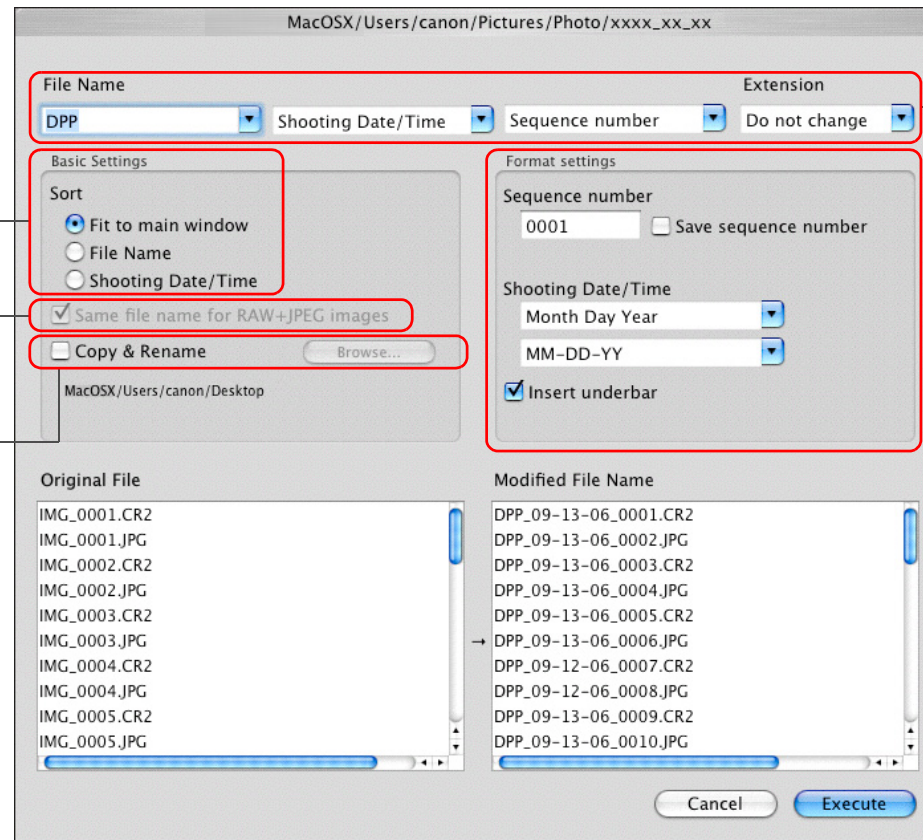 MacOSX/Users/canon/Pictures/Photo/xxxx_xx_xx
File Name
Extension
DPP
Shooting Date/Time
Sequence number
Do not change
Basic Settings
Sort
Fit to main window
File Name
Shooting Date/Time
Same file name for RAW+JPEG images
Copy & Rename
Browse...
MacOSX/Users/canon/Desktop
Format settings
Sequence number
0001
Save sequence number
Shooting Date/Time
Month Day Year
MM-DD-YY
Insert underbar
Original File
IMG_0001.CR2
IMG_0001.JPG
IMG_0002.CR2
IMG_0002.JPG
IMG_0003.CR2
IMG_0003.JPG
IMG_0004.CR2
IMG_0004.JPG
IMG_0005.CR2
IMG_0005.JPG
→
Modified File Name
DPP_09-13-06_0001.CR2
DPP_09-13-06_0002.JPG
DPP_09-13-06_0003.CR2
DPP_09-13-06_0004.JPG
DPP_09-13-06_0005.CR2
DPP_09-13-06_0006.JPG
DPP_09-12-06_0007.CR2
DPP_09-12-06_0008.JPG
DPP_09-13-06_0009.CR2
DPP_09-13-06_0010.JPG
Cancel
Execute